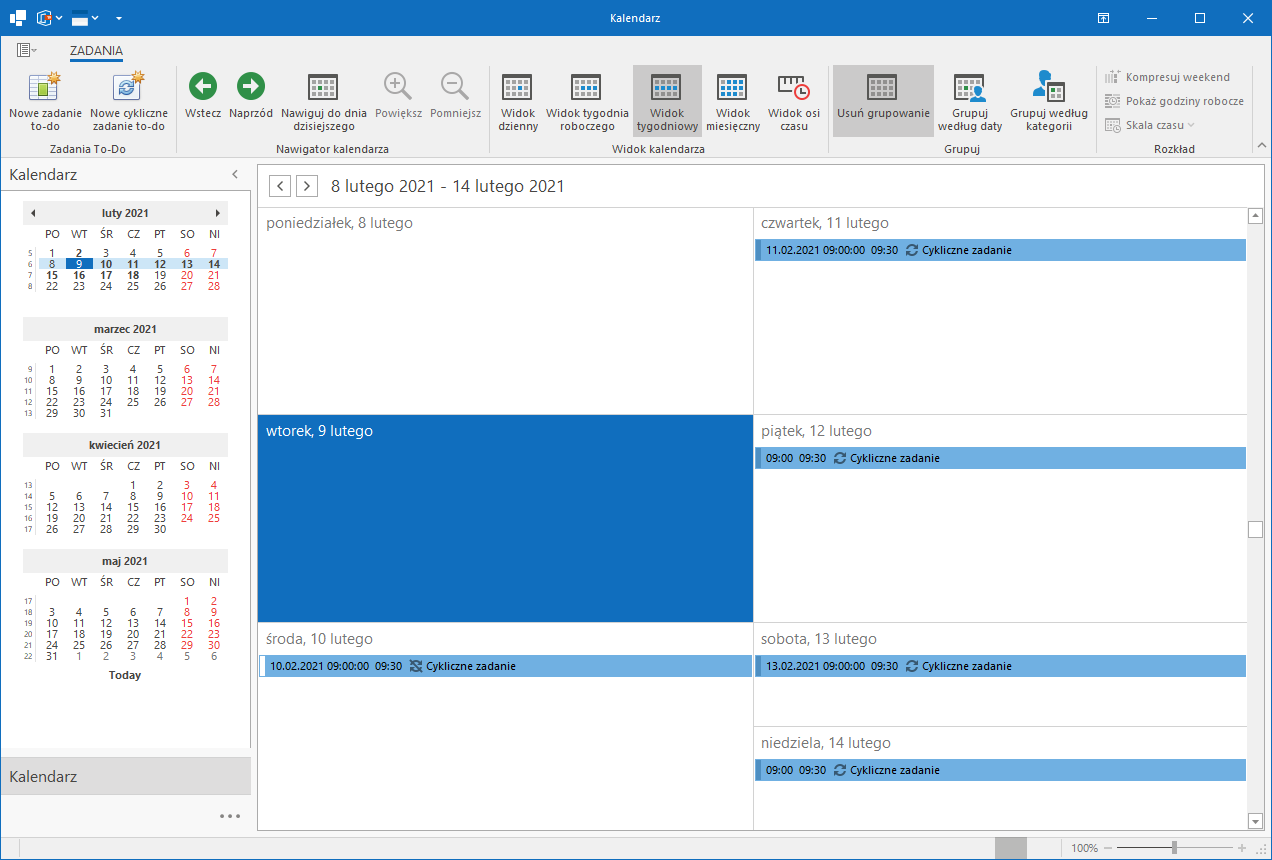 Kalendarz
ZADANIA
Nowe zadanie
to-do
Nowe cykliczne
zadanie to-do
Zadania To-Do
Wstecz
Naprzód
Nawiguj do dnia
dzisiejszego
Powiększ
Pomniejsz
Nawigator kalendarza
Widok
dzienny
Widok tygodnia
roboczego
Widok
tygodniowy
Widok
miesięczny
Widok osi
czasu
Widok kalendarza
Usuń grupowanie
Grupuj
według daty
Grupuj według
kategorii
Grupuj
Kompresuj weekend
Pokaż godziny robocze
Skala czasu
Rozkład
Kalendarz
luty 2021
PO WT ŚR CZ PT SO NI
5 1 2 3 4 5 6 7
6 8 9 10 11 12 13 14
7 15 16 17 18 19 20 21
8 22 23 24 25 26 27 28
marzec 2021
PO WT ŚR CZ PT SO NI
9 1 2 3 4 5 6 7
10 8 9 10 11 12 13 14
11 15 16 17 18 19 20 21
12 22 23 24 25 26 27 28
13 29 30 31
kwiecień 2021
PO WT ŚR CZ PT SO NI
13 1 2 3 4
14 5 6 7 8 9 10 11
15 12 13 14 15 16 17 18
16 19 20 21 22 23 24 25
17 26 27 28 29 30
maj 2021
PO WT ŚR CZ PT SO NI
17 1 2
18 3 4 5 6 7 8 9
19 10 11 12 13 14 15 16
20 17 18 19 20 21 22 23
21 24 25 26 27 28 29 30
22 31 1 2 3 4 5 6
Today
Kalendarz
8 lutego 2021 - 14 lutego 2021
poniedziałek, 8 lutego
wtorek, 9 lutego
środa, 10 lutego
10.02.2021 09:00:00 09:30 Cykliczne zadanie
czwartek, 11 lutego
11.02.2021 09:00:00 09:30 Cykliczne zadanie
piątek, 12 lutego
09:00 09:30 Cykliczne zadanie
sobota, 13 lutego
13.02.2021 09:00:00 09:30 Cykliczne zadanie
niedziela, 14 lutego
09:00 09:30 Cykliczne zadanie
100%